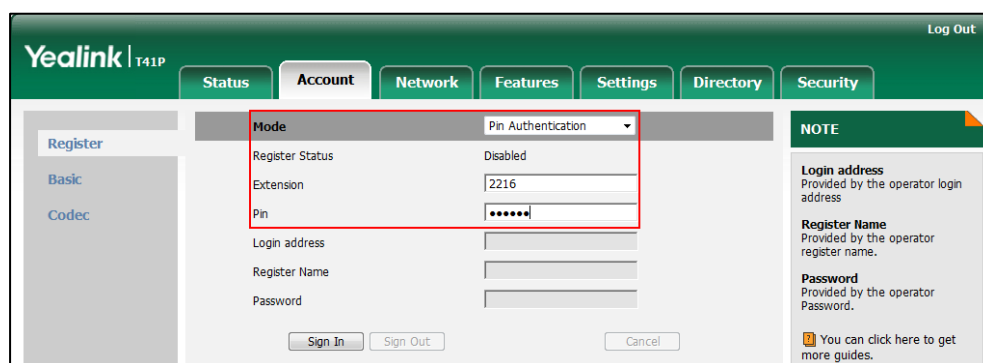 Log Out
Yealink T41P
Status Account Network Features Settings Directory Security
Register
Basic
Codec
Mode Pin Authentication
Register Status Disabled
Extension 2216
Pin ••••••
Login address
Register Name
Password
Sign In Sign Out Cancel
NOTE
Login address
Provided by the operator login
address
Register Name
Provided by the operator
register name.
Password
Provided by the operator
Password.
You can click here to get
more guides.